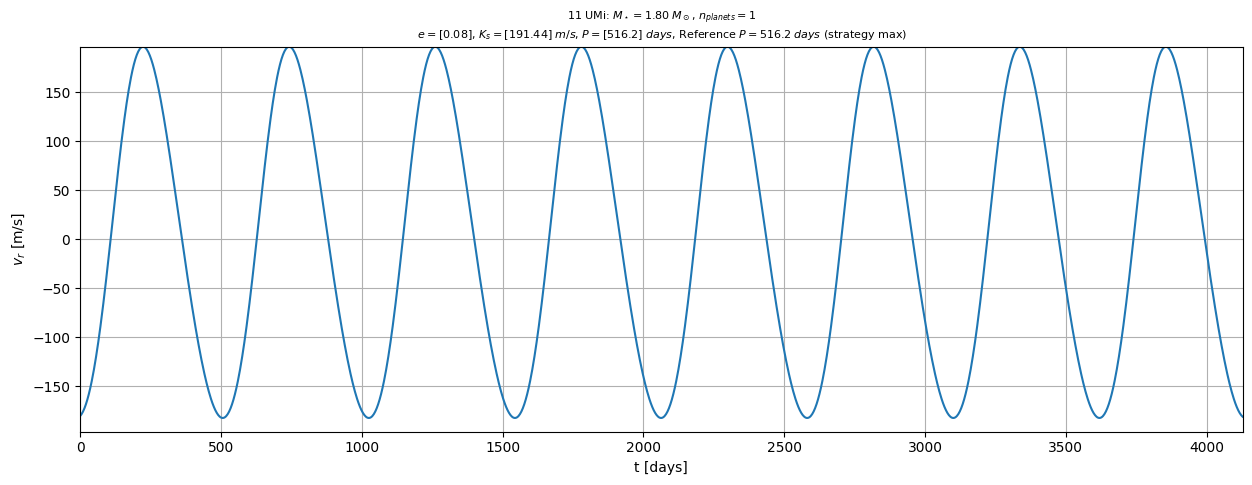 11 UMi: $M_\star = 1.80\ M_\odot$, $n_{planets} = 1$
$e = [0.08]$, $K_s = [191.44]\ m/s$, $P = [516.2]\ days$, Reference $P = 516.2\ days$ (strategy max)
150
100
50
0
−50
−100
−150
$v_r$ [m/s]
0 500 1000 1500 2000 2500 3000 3500 4000
t [days]